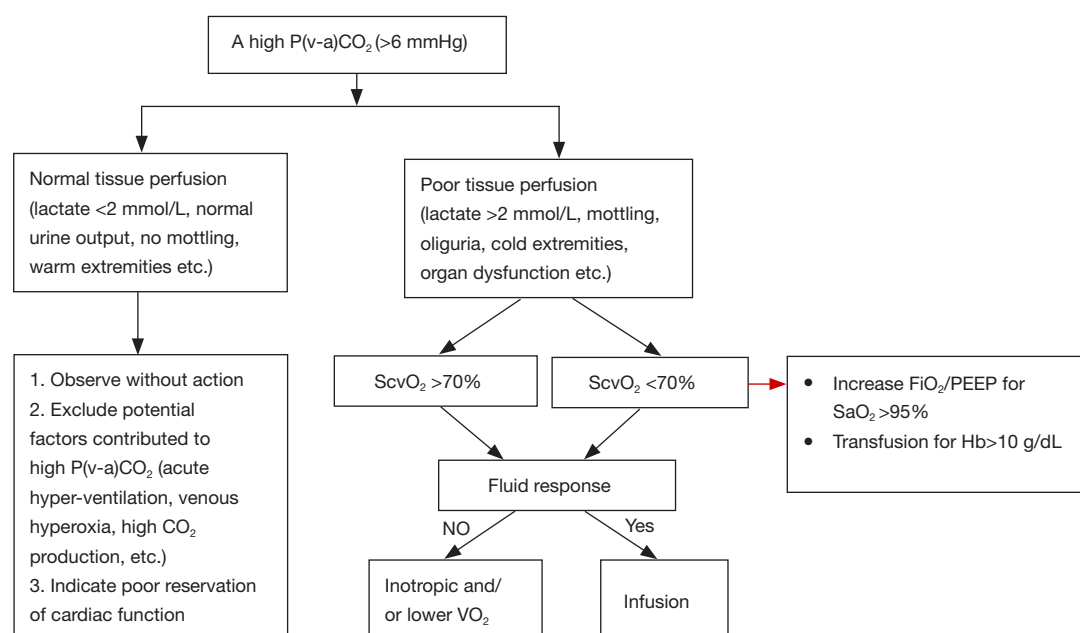 A high P(v-a)CO₂ (>6 mmHg)
Normal tissue perfusion
(lactate <2 mmol/L, normal
urine output, no mottling,
warm extremities etc.)
Poor tissue perfusion
(lactate >2 mmol/L, mottling,
oliguria, cold extremities,
organ dysfunction etc.)
1. Observe without action
2. Exclude potential
factors contributed to
high P(v-a)CO₂ (acute
hyper-ventilation, venous
hyperoxia, high CO₂
production, etc.)
3. Indicate poor reservation
of cardiac function
ScvO₂ >70%
ScvO₂ <70%
• Increase FiO₂/PEEP for
SaO₂ >95%
• Transfusion for Hb>10 g/dL
Fluid response
NO
Yes
Inotropic and/
or lower VO₂
Infusion